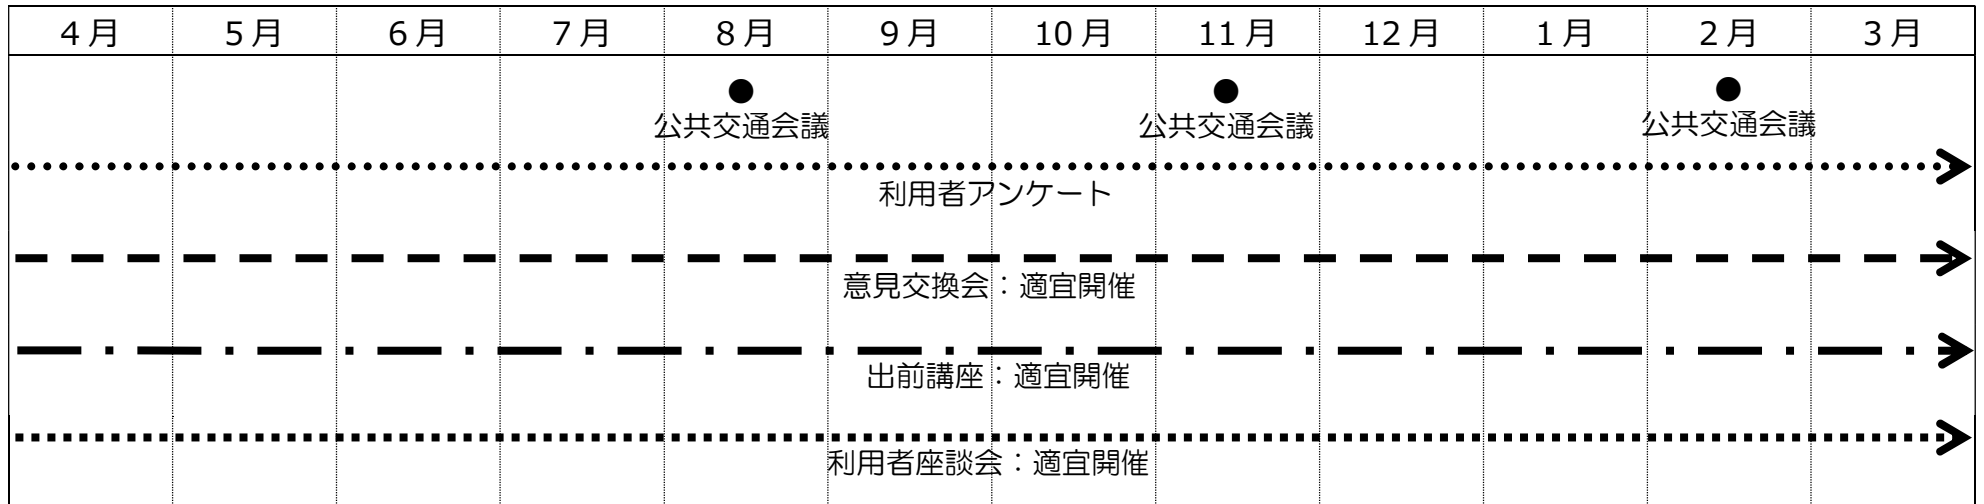 4月 5月 6月 7月 8月 9月 10月 11月 12月 1月 2月 3月
公共交通会議 公共交通会議 公共交通会議
利用者アンケート
意見交換会：適宜開催
出前講座：適宜開催
利用者座談会：適宜開催